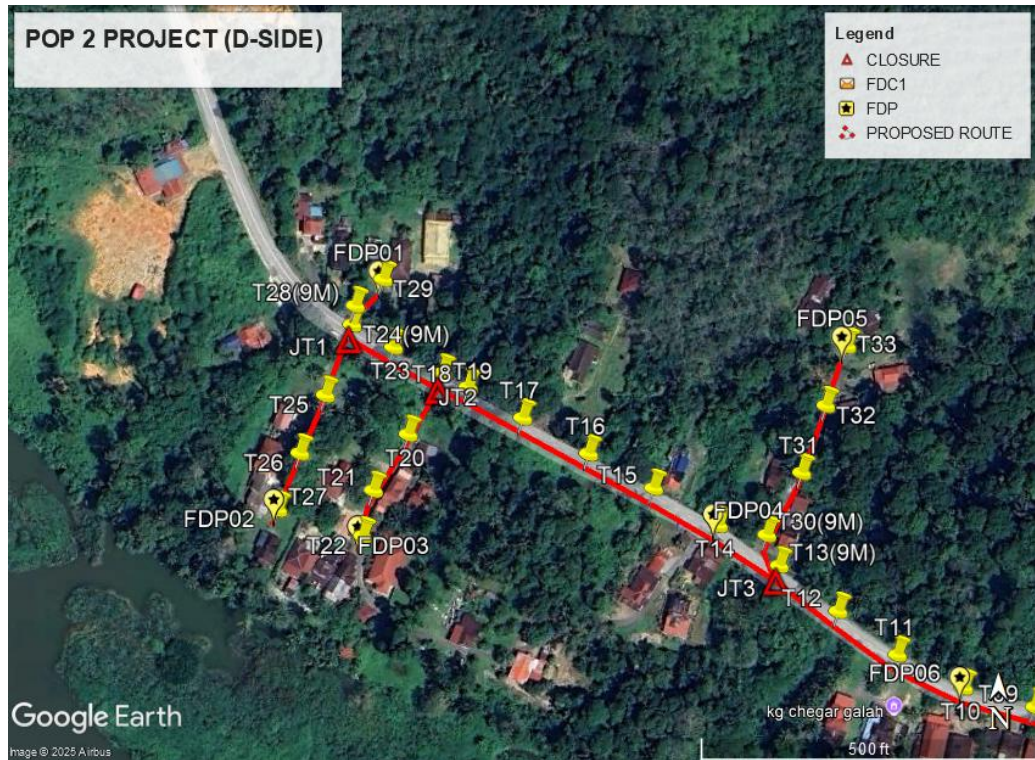 POP 2 PROJECT (D-SIDE)
Legend
CLOSURE
FDC1
FDP
PROPOSED ROUTE
FDP01
T28(9M)
T29
JT1
T24(9M)
T23
T18
T19
JT2
T25
T17
T26
T21
T20
T16
T27
T15
FDP02
T22
FDP03
FDP05
T33
T32
T31
FDP04
T30(9M)
T14
T13(9M)
JT3
T12
T11
FDP06
kg chegar galah
T10
N
Google Earth
Image © 2025 Airbus
500 ft